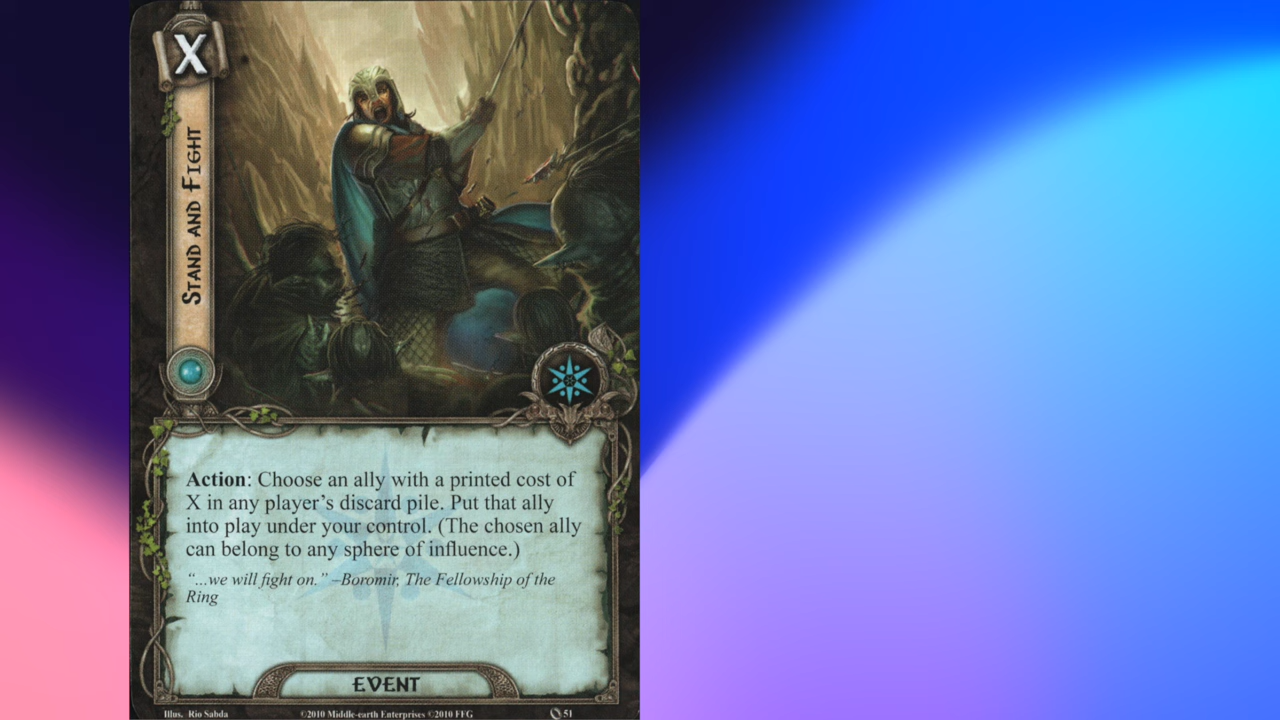 X
STAND AND FIGHT
Action: Choose an ally with a printed cost of
X in any player's discard pile. Put that ally
into play under your control. (The chosen ally
can belong to any sphere of influence.)
"...we will fight on." –Boromir, The Fellowship of the
Ring
EVENT
Illus. Rio Sabda ©2010 Middle-earth Enterprises ©2010 FFG 51